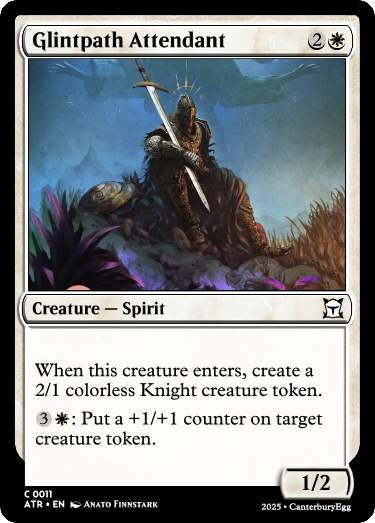 Glintpath Attendant 2
Creature — Spirit
When this creature enters, create a
2/1 colorless Knight creature token.
3: Put a +1/+1 counter on target
creature token.
1/2
C 0011
ATR • EN Anato Finnstark
2025 • CanterburyEgg